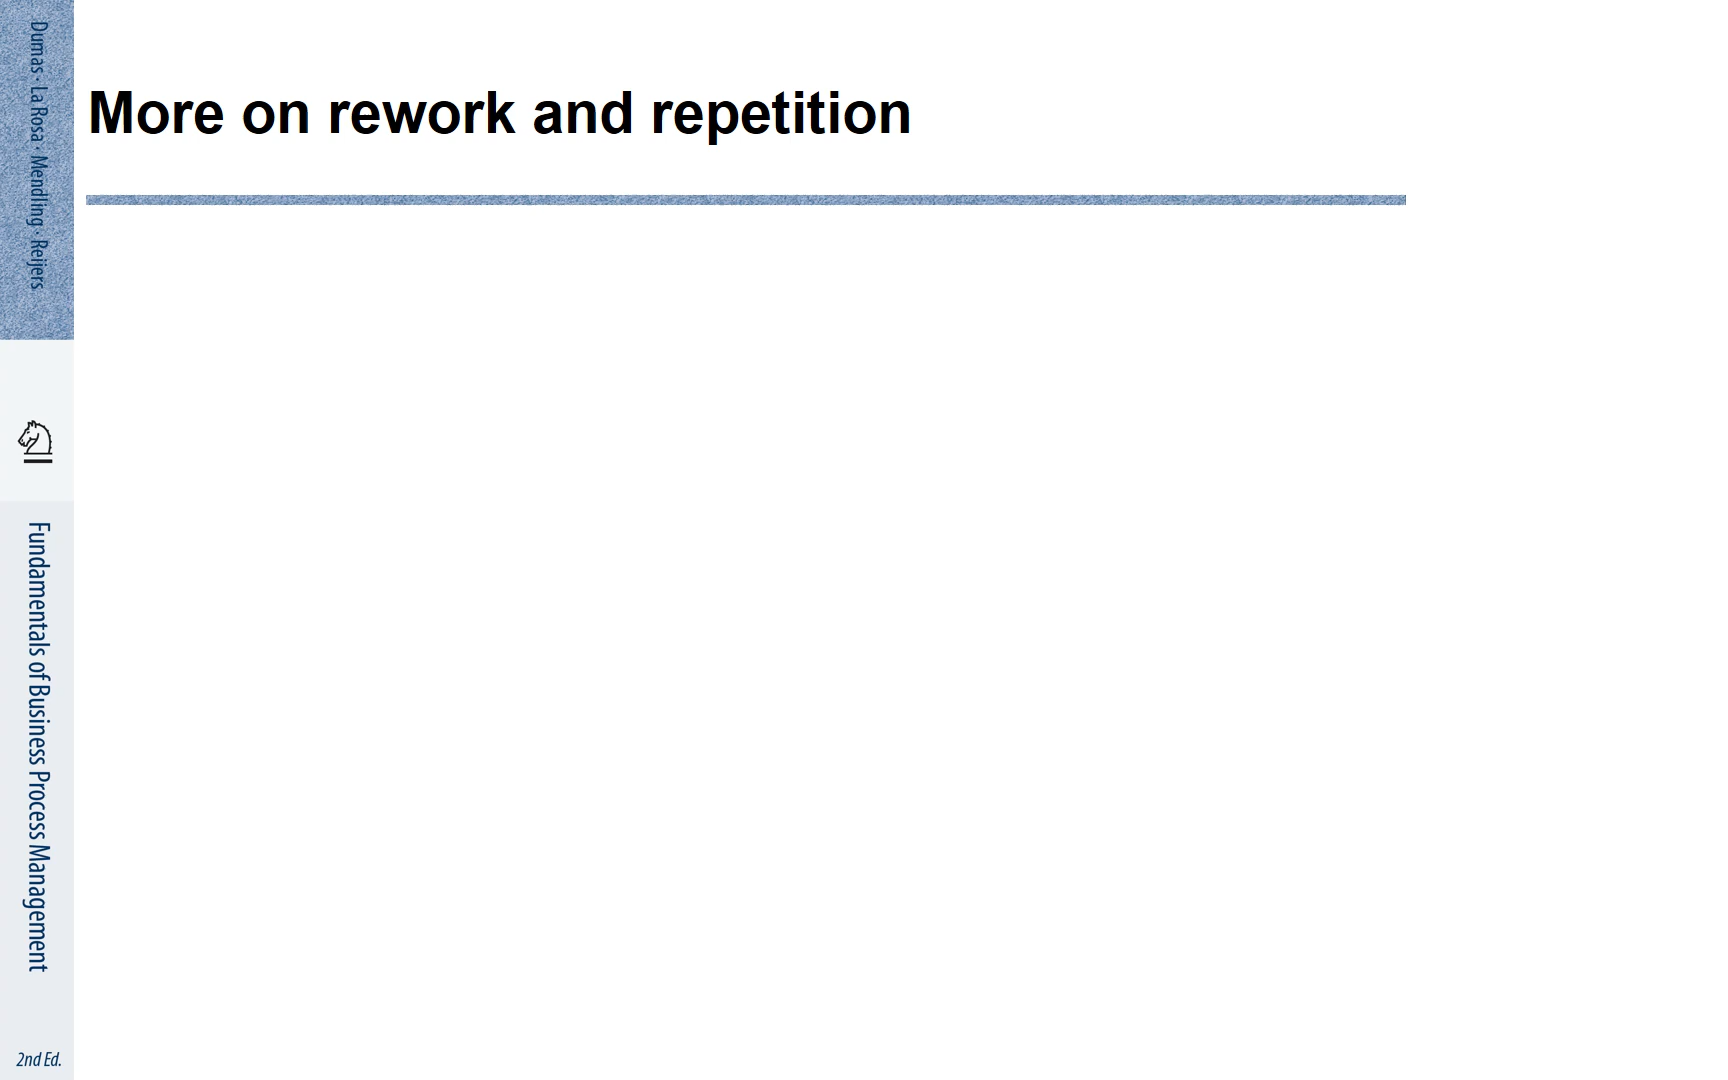 More on rework and repetition
Dumas · La Rosa · Mendling · Reijers
Fundamentals of Business Process Management
2nd Ed.